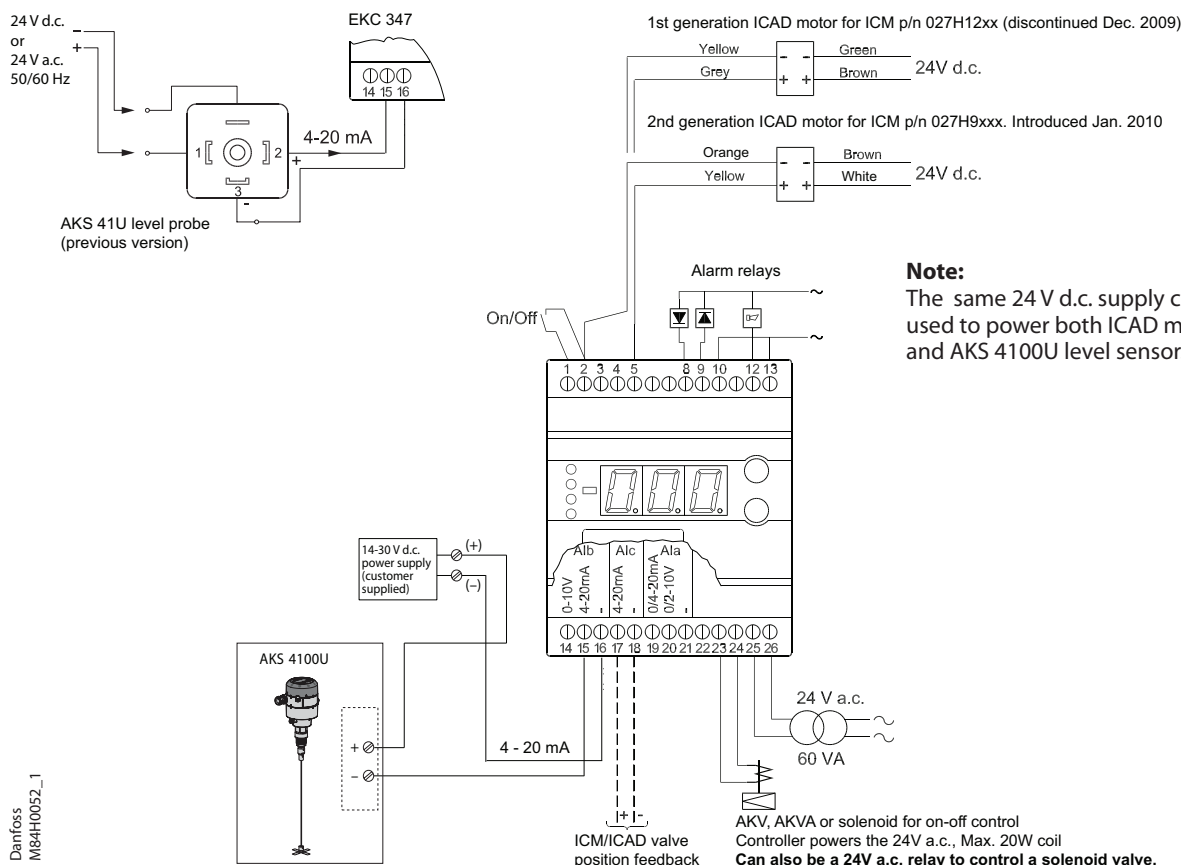 24 V d.c.
or
24 V a.c.
50/60 Hz
-
+
EKC 347
14 15 16
4-20 mA
1
2
3
+
-
AKS 41U level probe
(previous version)
1st generation ICAD motor for ICM p/n 027H12xx (discontinued Dec. 2009)
Yellow - - Green
Grey + + Brown
24V d.c.
2nd generation ICAD motor for ICM p/n 027H9xxx. Introduced Jan. 2010
Orange - - Brown
Yellow + + White
24V d.c.
Note:
The same 24 V d.c. supply c
used to power both ICAD m
and AKS 4100U level sensor
Alarm relays
~
~
On/Off
1 2 3 4 5 8 9 10 12 13
14-30 V d.c.
power supply
(customer
supplied)
(+)
(−)
AIb AIc AIa
0-10V
4-20mA
-
4-20mA
-
0/4-20mA
0/2-10V
-
14 15 16 17 18 19 20 21 22 23 24 25 26
AKS 4100U
+
−
4 - 20 mA
24 V a.c.
60 VA
+ -
ICM/ICAD valve
position feedback
AKV, AKVA or solenoid for on-off control
Controller powers the 24V a.c., Max. 20W coil
Can also be a 24V a.c. relay to control a solenoid valve.
Danfoss
M84H0052_1